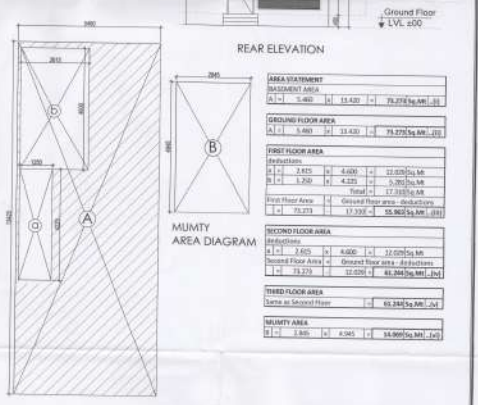 Ground Floor
LVL ±00
REAR ELEVATION
5460
2615
4600
b
1250
a
A
2845
B
MUMTY
AREA DIAGRAM
AREA STATEMENT
BASEMENT AREA
A = 5.460 x 13.420 = 73.273 Sq.Mt ..(i)
GROUND FLOOR AREA
A = 5.460 x 13.420 = 73.273 Sq.Mt ..(ii)
FIRST FLOOR AREA
deductions
a = 2.615 x 4.600 = 12.029 Sq.Mt
b = 1.250 x 4.225 = 5.281 Sq.Mt
Total = 17.310 Sq.Mt
First Floor Area = Ground floor area - deductions
= 73.273 - 17.310 = 55.963 Sq.Mt ..(iii)
SECOND FLOOR AREA
deductions
a = 2.615 x 4.600 = 12.029 Sq.Mt
Second Floor Area = Ground floor area - deductions
= 73.273 - 12.029 = 61.244 Sq.Mt ..(iv)
THIRD FLOOR AREA
Same as Second Floor = 61.244 Sq.Mt ..(v)
MUMTY AREA
B = 2.845 x 4.945 = 14.069 Sq.Mt ..(vi)